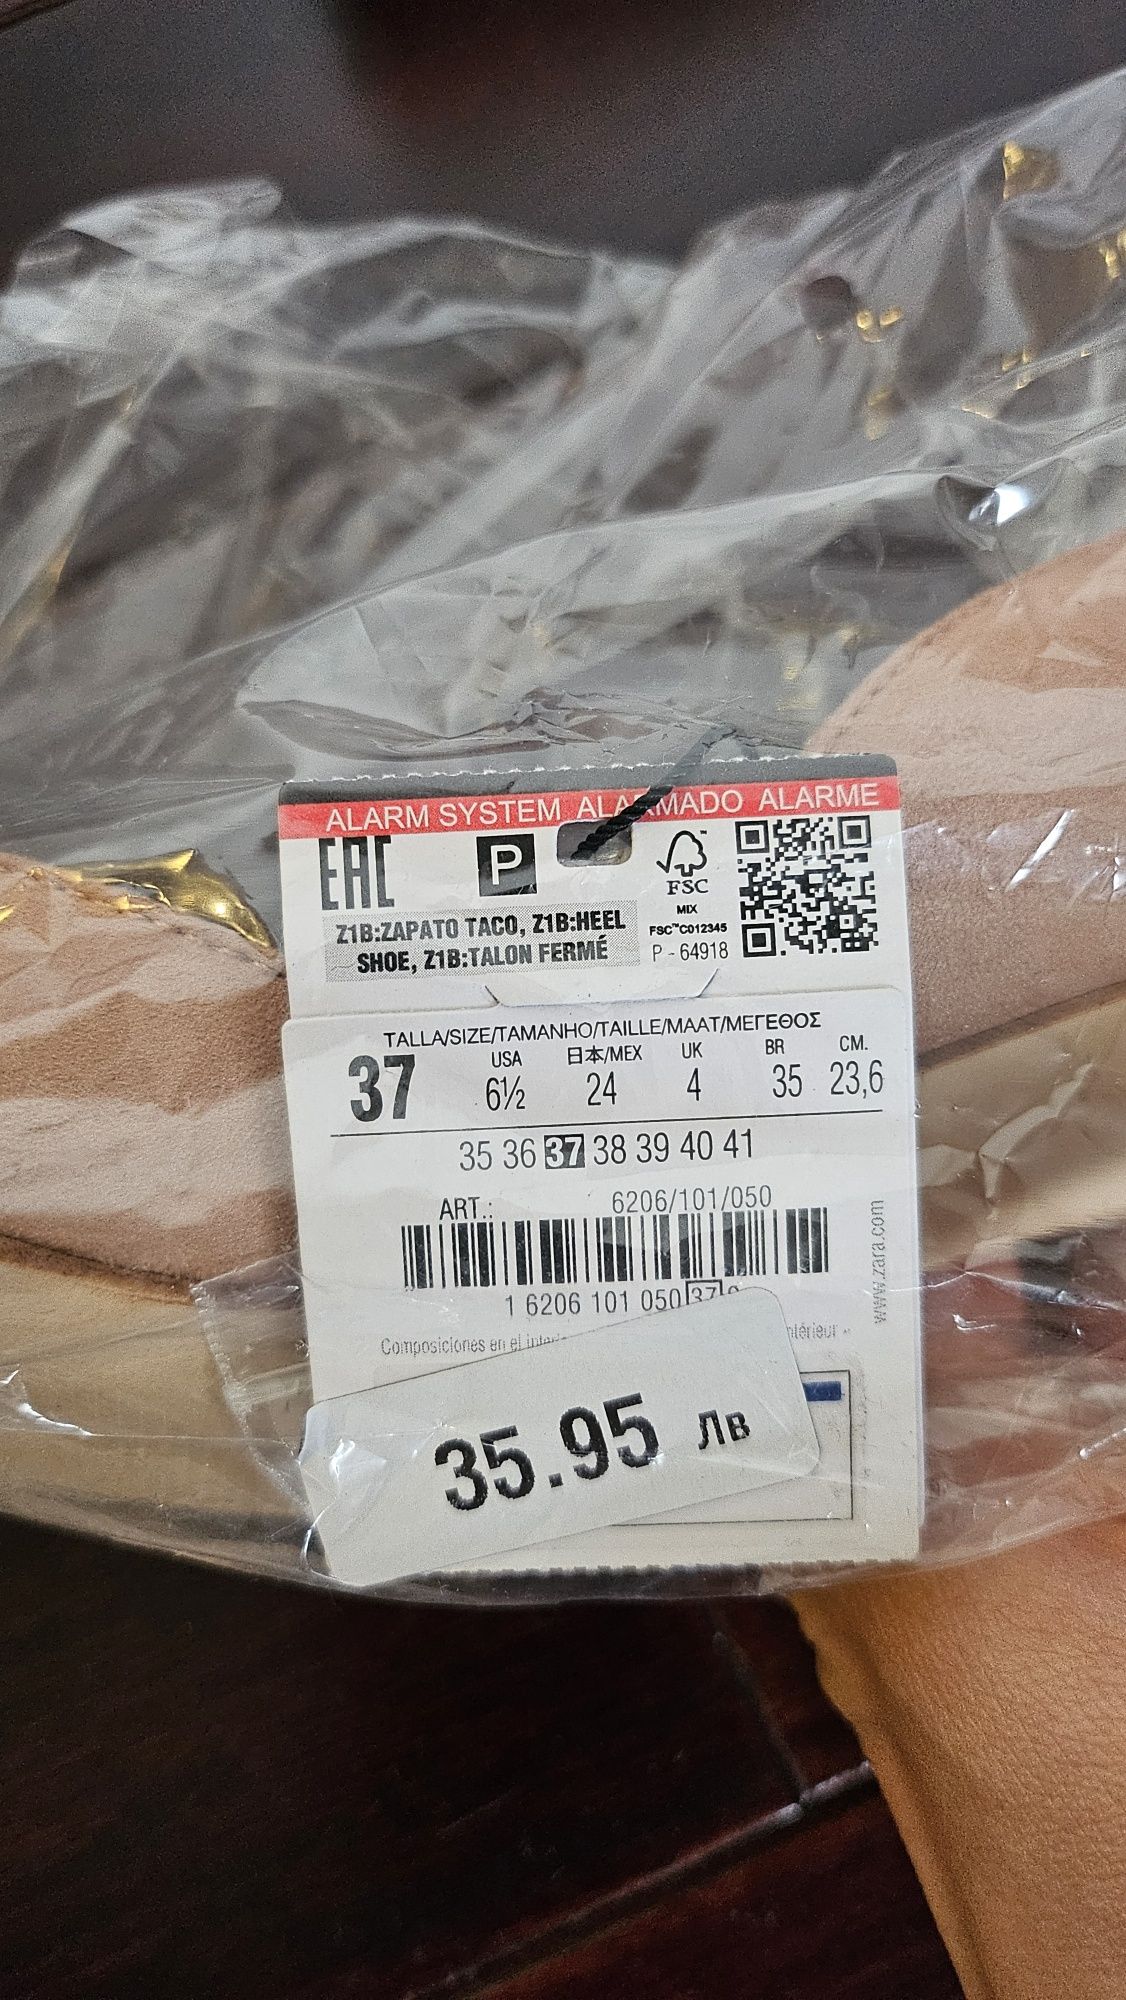 ALARM SYSTEM ALARMADO ALARME
EAC P FSC
MIX
FSC™C012345
P - 64918
Z1B:ZAPATO TACO, Z1B:HEEL
SHOE, Z1B:TALON FERMÉ
TALLA/SIZE/TAMANHO/TAILLE/MAAT/ΜΕΓΕΘΟΣ
USA 日本/MEX UK BR CM.
37 6½ 24 4 35 23,6
35 36 37 38 39 40 41
ART.: 6206/101/050
1 6206 101 050 37
www.zara.com
Composiciones en el
35.95 лв